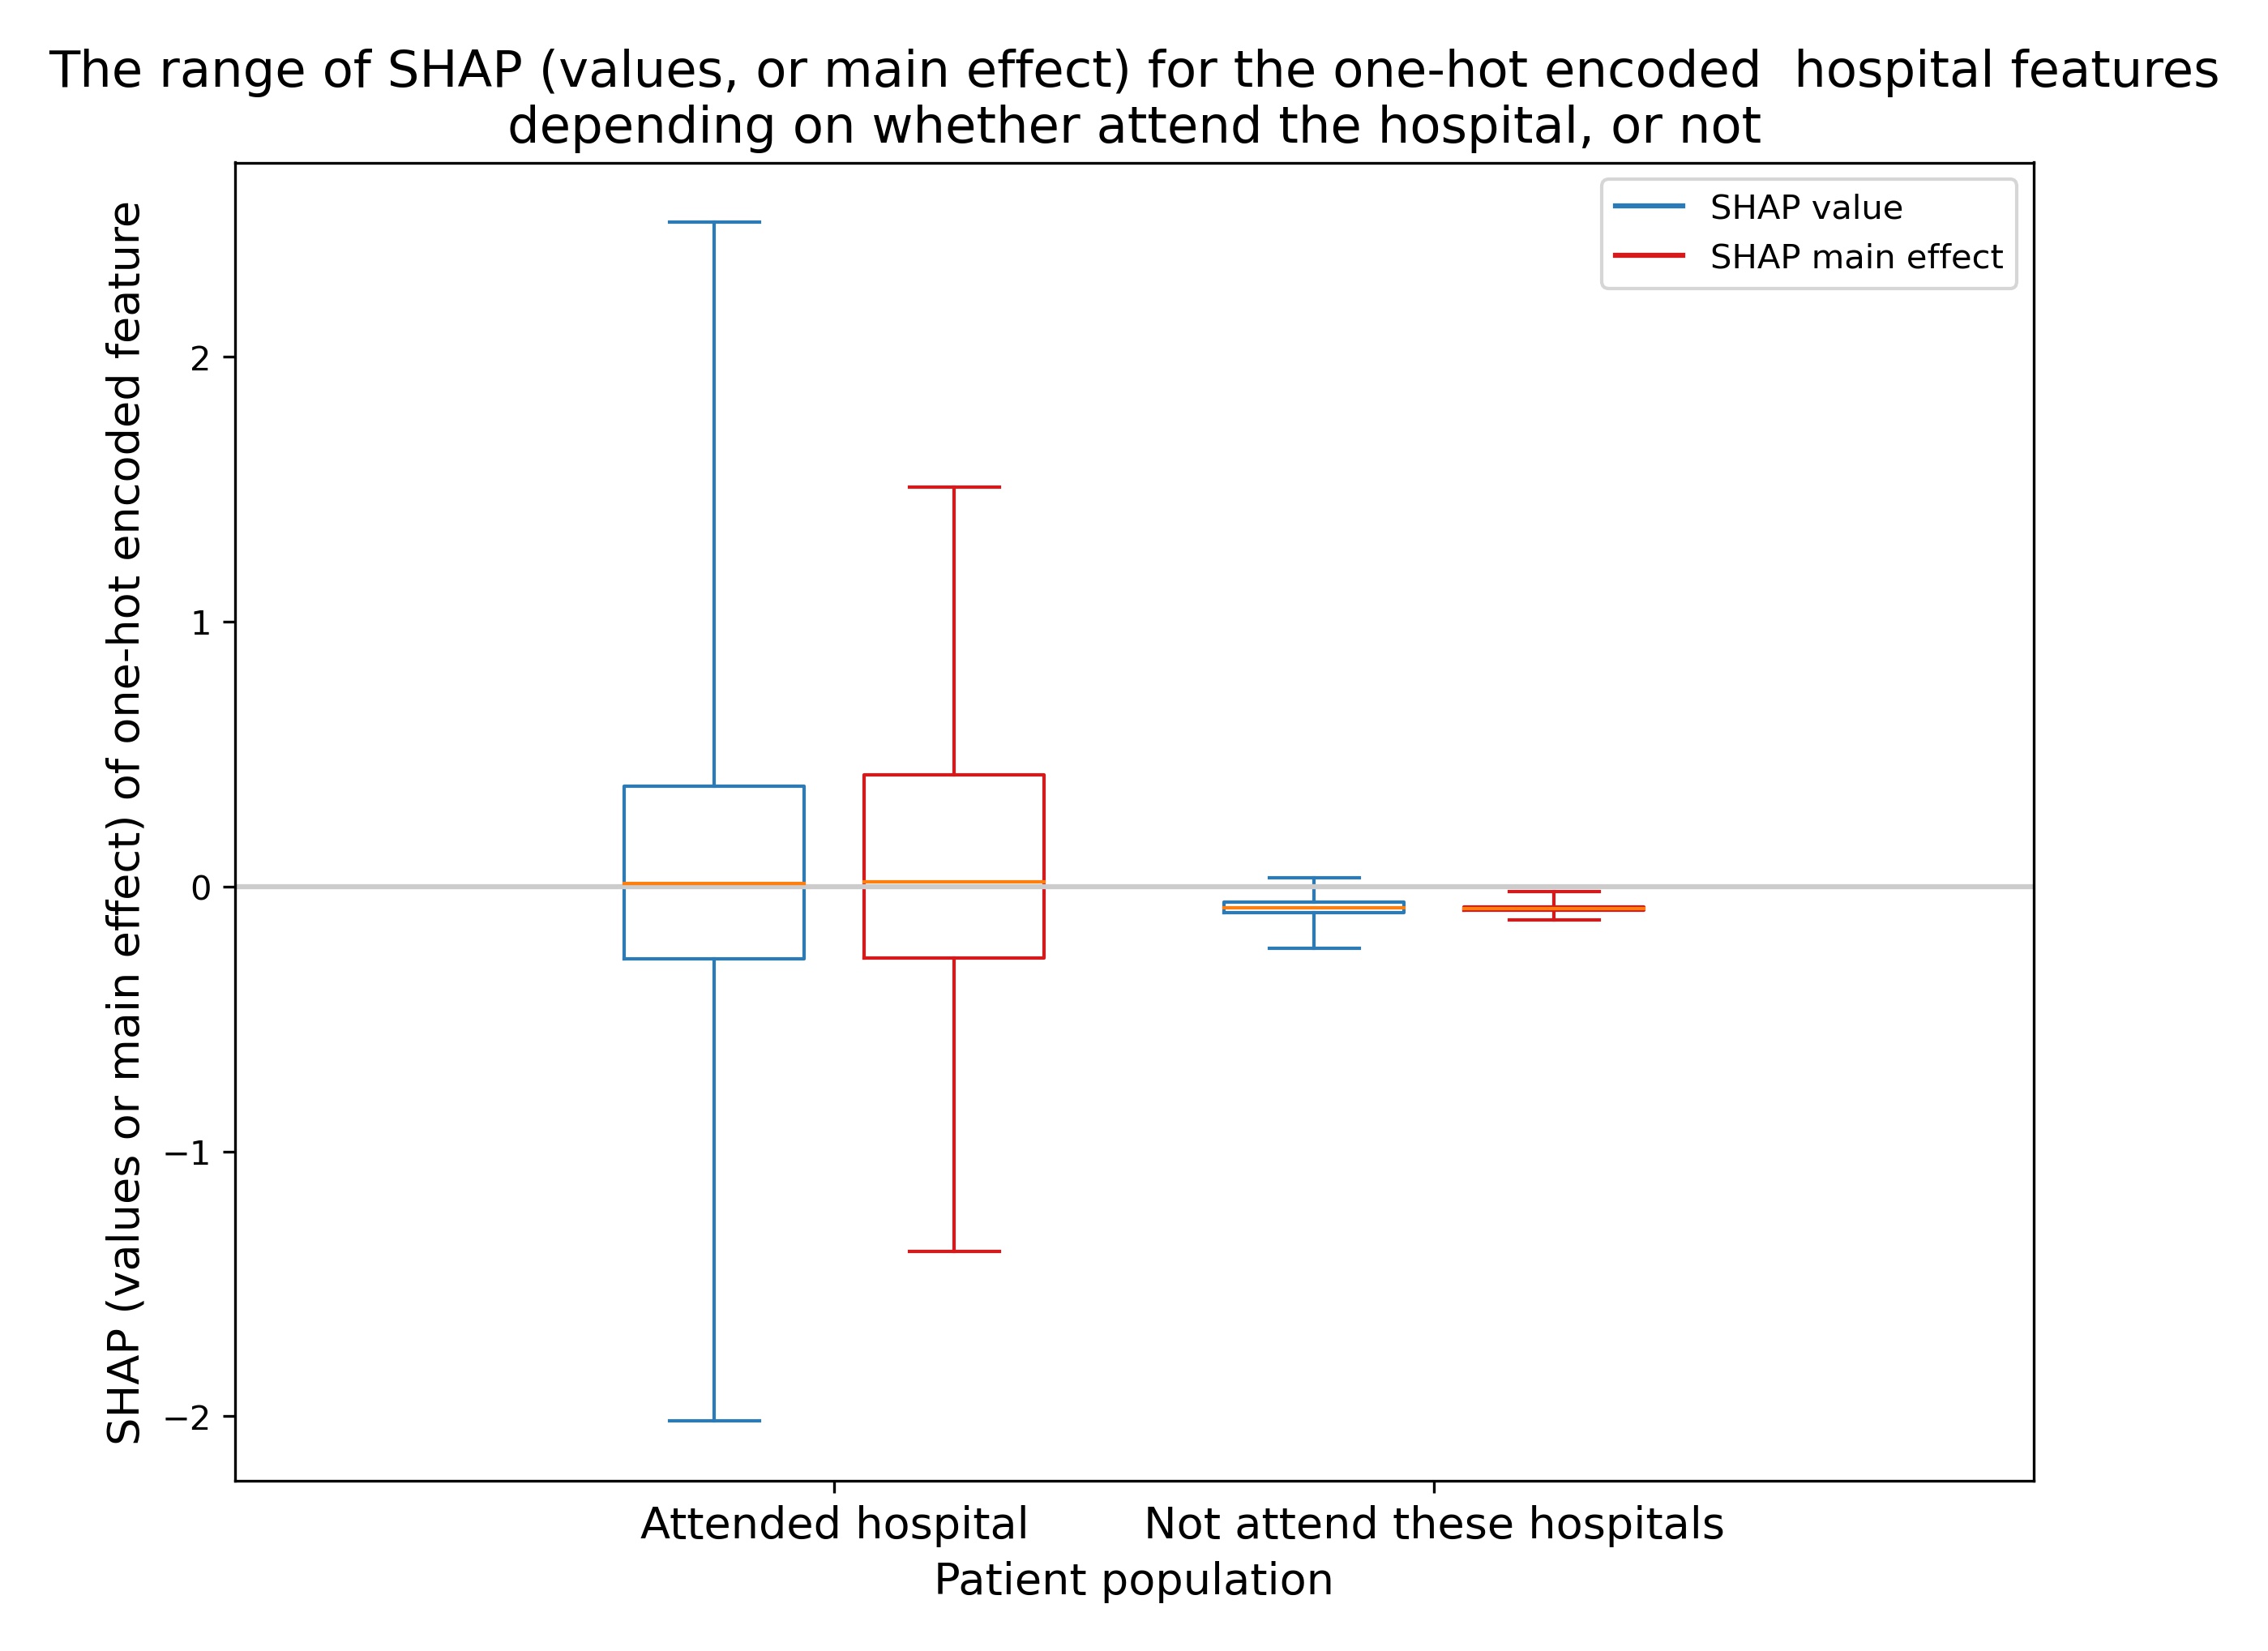 The range of SHAP (values, or main effect) for the one-hot encoded  hospital features
depending on whether attend the hospital, or not
SHAP (values or main effect) of one-hot encoded feature
2
1
0
−1
−2
SHAP value
SHAP main effect
Attended hospital
Not attend these hospitals
Patient population